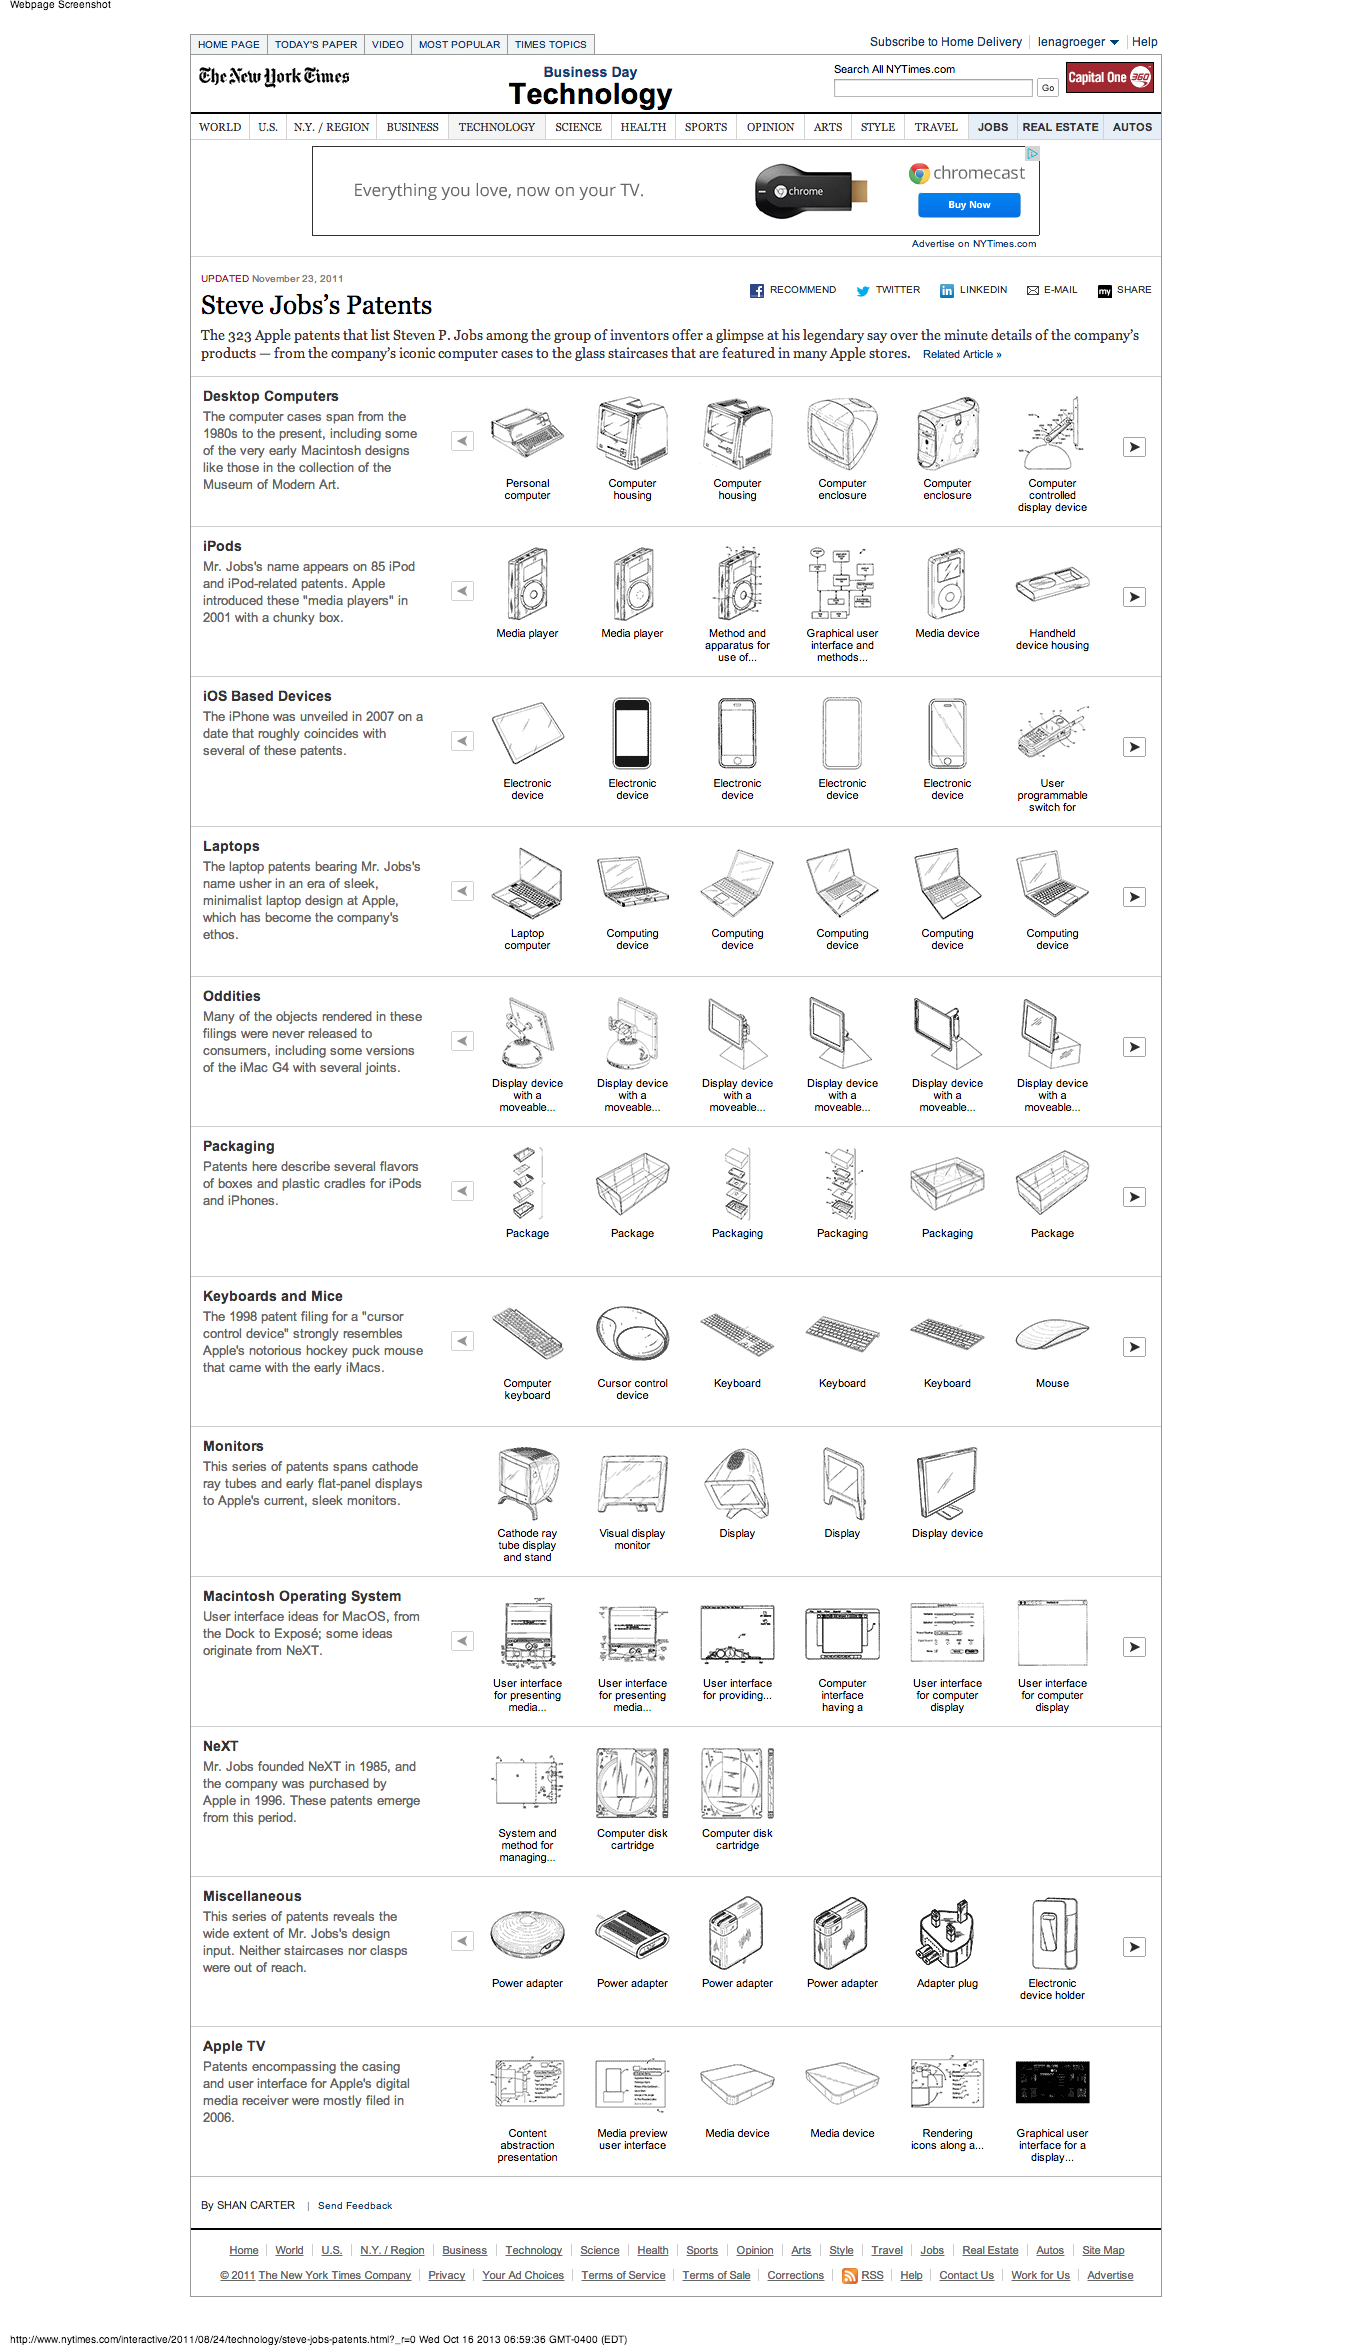 Webpage Screenshot
HOME PAGE TODAY'S PAPER VIDEO MOST POPULAR TIMES TOPICS
Subscribe to Home Delivery lenagroeger Help
The New York Times
Business Day
Technology
Search All NYTimes.com
Go
Capital One 360
WORLD U.S. N.Y. / REGION BUSINESS TECHNOLOGY SCIENCE HEALTH SPORTS OPINION ARTS STYLE TRAVEL JOBS REAL ESTATE AUTOS
Everything you love, now on your TV.
chrome
chromecast
Buy Now
Advertise on NYTimes.com
UPDATED November 23, 2011
Steve Jobs's Patents
RECOMMEND TWITTER LINKEDIN E-MAIL my SHARE
The 323 Apple patents that list Steven P. Jobs among the group of inventors offer a glimpse at his legendary say over the minute details of the company's
products — from the company's iconic computer cases to the glass staircases that are featured in many Apple stores. Related Article »
Desktop Computers
The computer cases span from the
1980s to the present, including some
of the very early Macintosh designs
like those in the collection of the
Museum of Modern Art.
Personal
computer
Computer
housing
Computer
housing
Computer
enclosure
Computer
enclosure
Computer
controlled
display device
iPods
Mr. Jobs's name appears on 85 iPod
and iPod-related patents. Apple
introduced these "media players" in
2001 with a chunky box.
Media player
Media player
Method and
apparatus for
use of...
Graphical user
interface and
methods...
Media device
Handheld
device housing
iOS Based Devices
The iPhone was unveiled in 2007 on a
date that roughly coincides with
several of these patents.
Electronic
device
Electronic
device
Electronic
device
Electronic
device
Electronic
device
User
programmable
switch for
Laptops
The laptop patents bearing Mr. Jobs's
name usher in an era of sleek,
minimalist laptop design at Apple,
which has become the company's
ethos.
Laptop
computer
Computing
device
Computing
device
Computing
device
Computing
device
Computing
device
Oddities
Many of the objects rendered in these
filings were never released to
consumers, including some versions
of the iMac G4 with several joints.
Display device
with a
moveable...
Display device
with a
moveable...
Display device
with a
moveable...
Display device
with a
moveable...
Display device
with a
moveable...
Display device
with a
moveable...
Packaging
Patents here describe several flavors
of boxes and plastic cradles for iPods
and iPhones.
Package
Package
Packaging
Packaging
Packaging
Package
Keyboards and Mice
The 1998 patent filing for a "cursor
control device" strongly resembles
Apple's notorious hockey puck mouse
that came with the early iMacs.
Computer
keyboard
Cursor control
device
Keyboard
Keyboard
Keyboard
Mouse
Monitors
This series of patents spans cathode
ray tubes and early flat-panel displays
to Apple's current, sleek monitors.
Cathode ray
tube display
and stand
Visual display
monitor
Display
Display
Display device
Macintosh Operating System
User interface ideas for MacOS, from
the Dock to Exposé; some ideas
originate from NeXT.
User interface
for presenting
media...
User interface
for presenting
media...
User interface
for providing...
Computer
interface
having a
User interface
for computer
display
User interface
for computer
display
NeXT
Mr. Jobs founded NeXT in 1985, and
the company was purchased by
Apple in 1996. These patents emerge
from this period.
System and
method for
managing...
Computer disk
cartridge
Computer disk
cartridge
Miscellaneous
This series of patents reveals the
wide extent of Mr. Jobs's design
input. Neither staircases nor clasps
were out of reach.
Power adapter
Power adapter
Power adapter
Power adapter
Adapter plug
Electronic
device holder
Apple TV
Patents encompassing the casing
and user interface for Apple's digital
media receiver were mostly filed in
2006.
Content
abstraction
presentation
Media preview
user interface
Media device
Media device
Rendering
icons along a...
Graphical user
interface for a
display...
By SHAN CARTER | Send Feedback
Home World U.S. N.Y. / Region Business Technology Science Health Sports Opinion Arts Style Travel Jobs Real Estate Autos Site Map
© 2011 The New York Times Company Privacy Your Ad Choices Terms of Service Terms of Sale Corrections RSS Help Contact Us Work for Us Advertise
http://www.nytimes.com/interactive/2011/08/24/technology/steve-jobs-patents.html?_r=0 Wed Oct 16 2013 06:59:36 GMT-0400 (EDT)